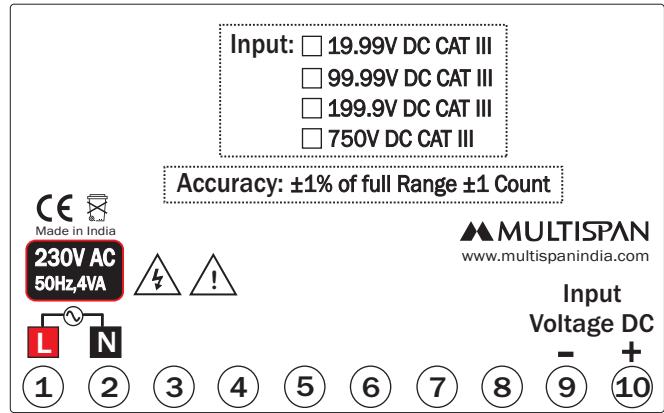 Input: 19.99V DC CAT III
99.99V DC CAT III
199.9V DC CAT III
750V DC CAT III
Accuracy: ±1% of full Range ±1 Count
CE
Made in India
230V AC
50Hz,4VA
MULTISPAN
www.multispanindia.com
Input
Voltage DC
L N - +
1 2 3 4 5 6 7 8 9 10